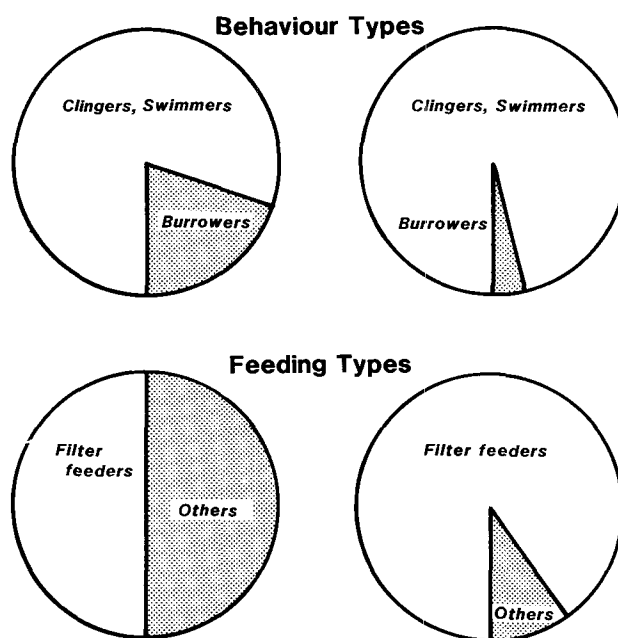 Behaviour Types
Clingers, Swimmers
Clingers, Swimmers
Burrowers
Burrowers
Feeding Types
Filter
feeders
Filter feeders
Others
Others